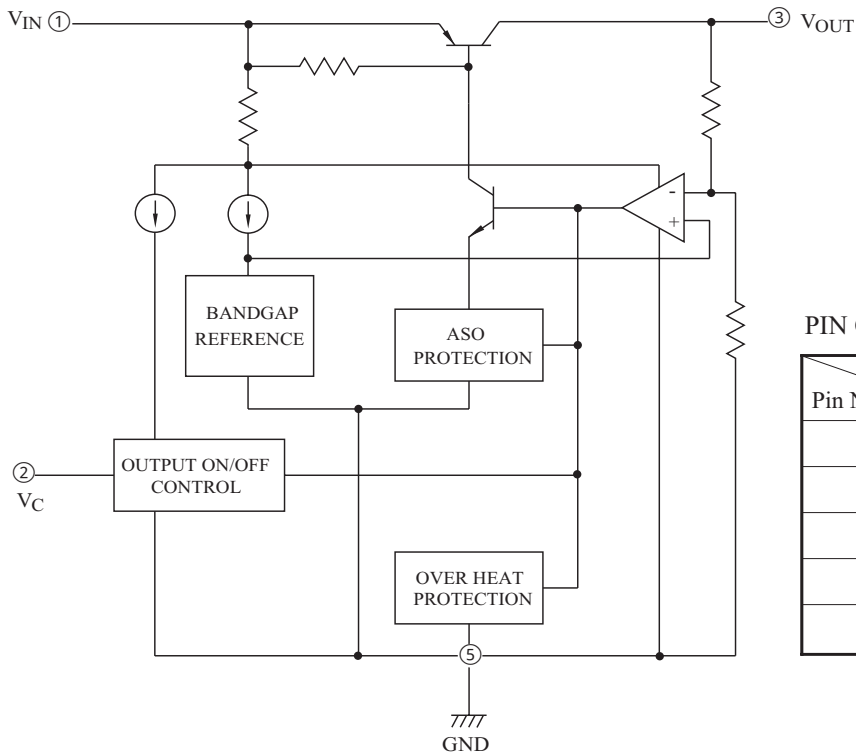 VIN ①
③ VOUT
-
+
BANDGAP
REFERENCE
ASO
PROTECTION
OUTPUT ON/OFF
CONTROL
②
VC
OVER HEAT
PROTECTION
⑤
GND
PIN
Pin